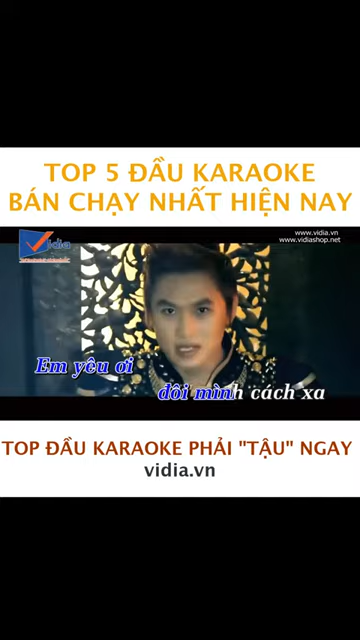 TOP 5 ĐẦU KARAOKE
BÁN CHẠY NHẤT HIỆN NAY
Vidia
www.vidia.vn
www.vidiashop.net
Em yêu ơi
đôi mình cách xa
TOP ĐẦU KARAOKE PHẢI "TẬU" NGAY
vidia.vn